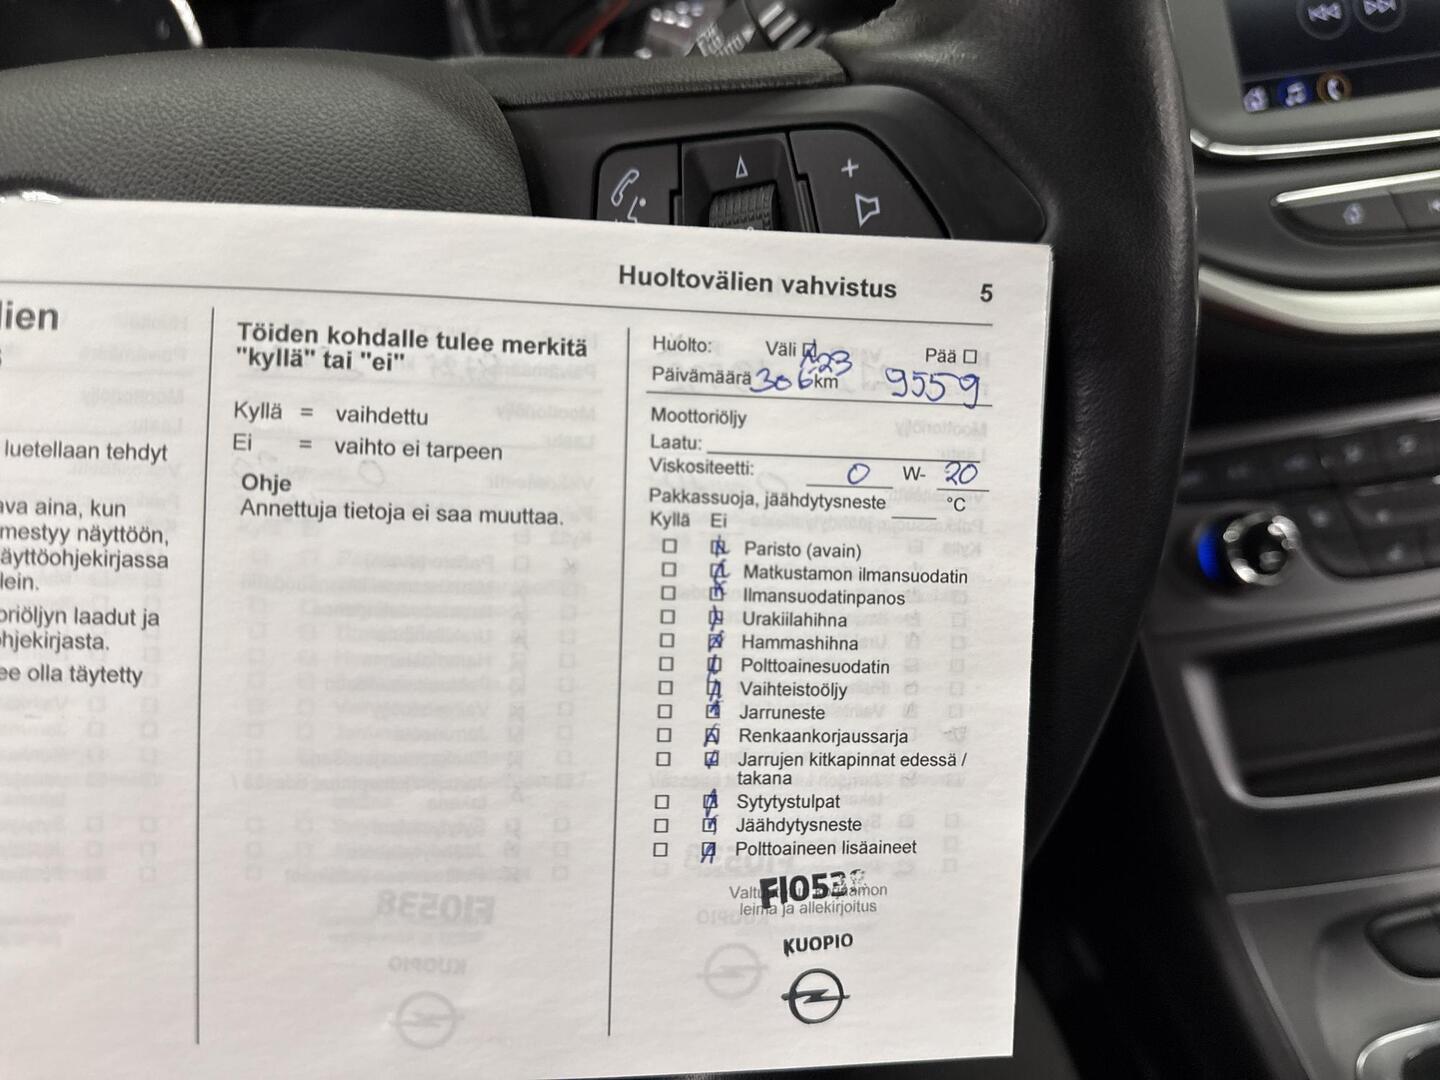 Huoltovälien vahvistus 5
lien
luetellaan tehdyt
ava aina, kun
mestyy näyttöön,
äyttöohjekirjassa
lein.
oriöljyn laadut ja
ohjekirjasta.
ee olla täytetty
Töiden kohdalle tulee merkitä
"kyllä" tai "ei"
Kyllä = vaihdettu
Ei = vaihto ei tarpeen
Ohje
Annettuja tietoja ei saa muuttaa.
Huolto: Väli Pää
Päivämäärä 30 6 23 km 9559
Moottoriöljy
Laatu:
Viskositeetti: 0 W- 20
Pakkassuoja, jäähdytysneste °C
Kyllä Ei
Paristo (avain)
Matkustamon ilmansuodatin
Ilmansuodatinpanos
Urakiilahihna
Hammashihna
Polttoainesuodatin
Vaihteistoöljy
Jarruneste
Renkaankorjaussarja
Jarrujen kitkapinnat edessä /
takana
Sytytystulpat
Jäähdytysneste
Polttoaineen lisäaineet
FI0538
leima ja allekirjoitus
KUOPIO